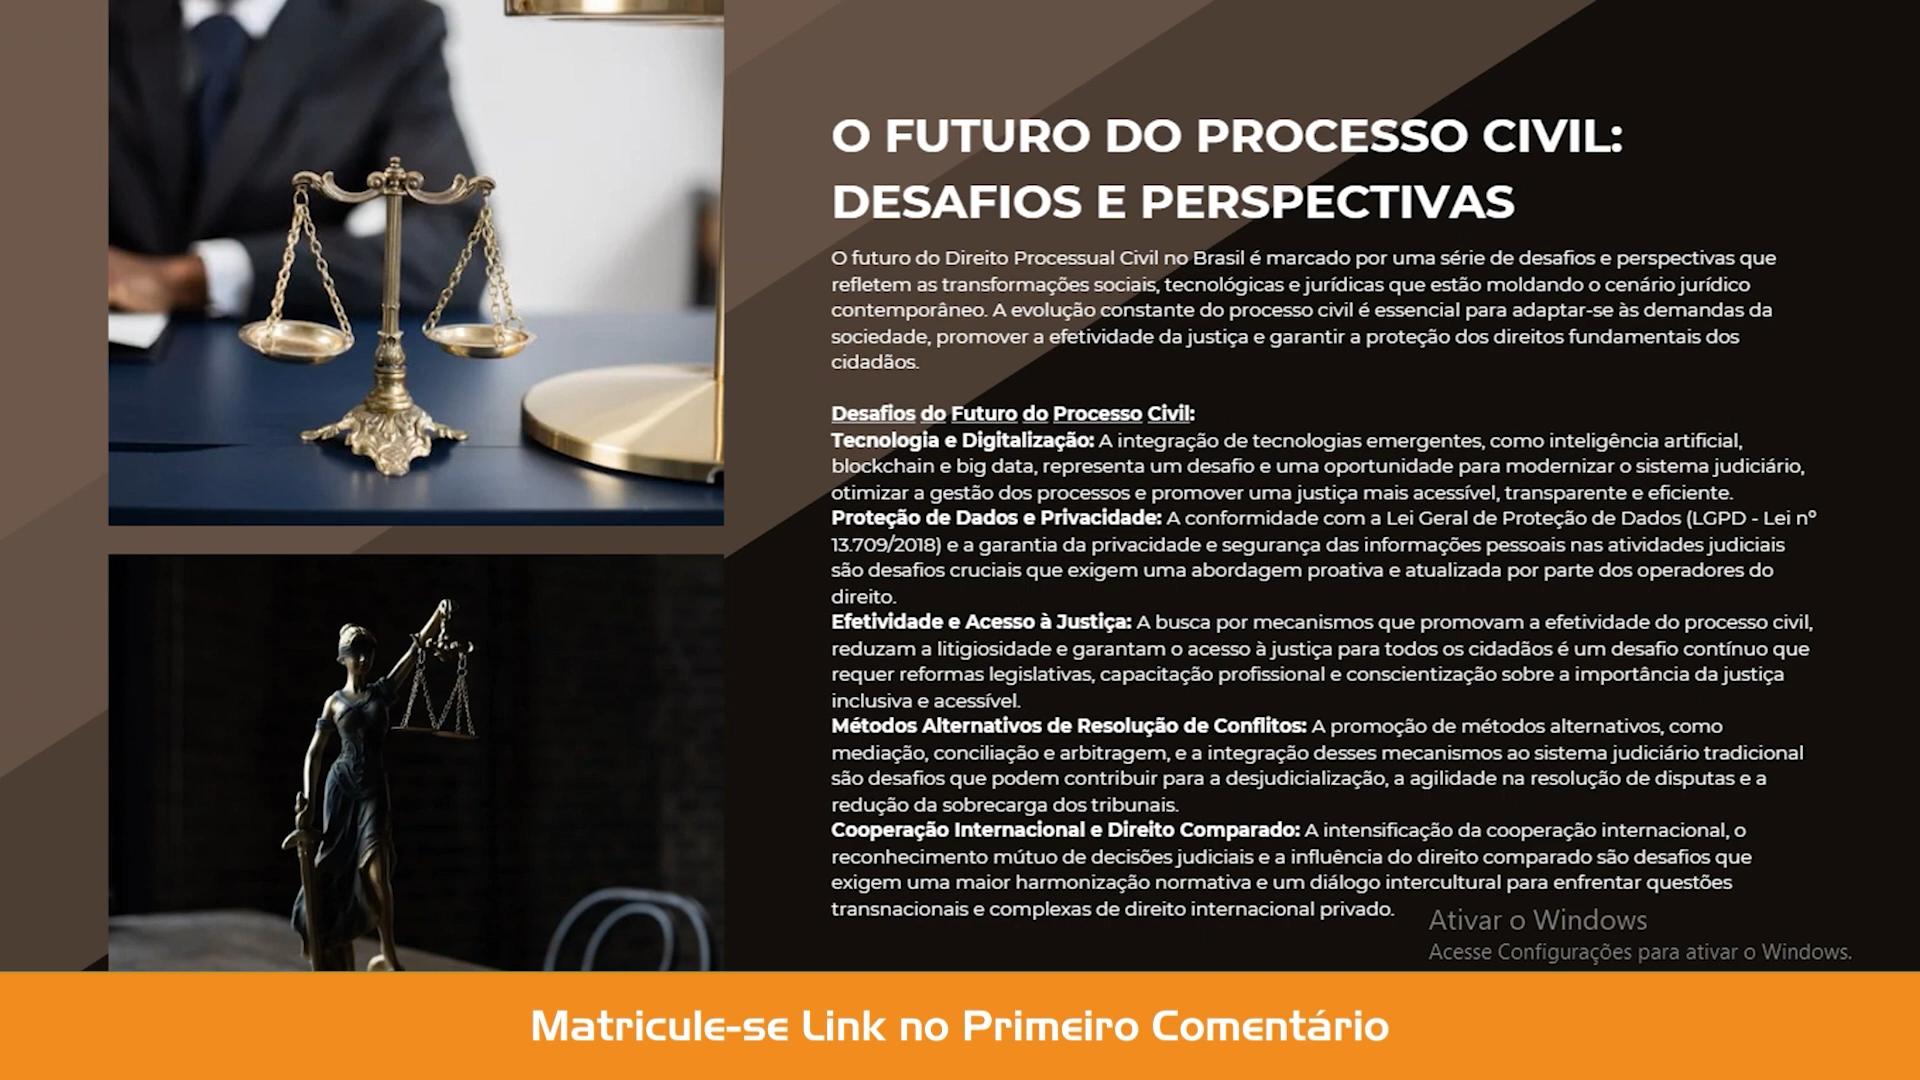 O FUTURO DO PROCESSO CIVIL:
DESAFIOS E PERSPECTIVAS
O futuro do Direito Processual Civil no Brasil é marcado por uma série de desafios e perspectivas que
refletem as transformações sociais, tecnológicas e jurídicas que estão moldando o cenário jurídico
contemporâneo. A evolução constante do processo civil é essencial para adaptar-se às demandas da
sociedade, promover a efetividade da justiça e garantir a proteção dos direitos fundamentais dos
cidadãos.
Desafios do Futuro do Processo Civil:
Tecnologia e Digitalização: A integração de tecnologias emergentes, como inteligência artificial,
blockchain e big data, representa um desafio e uma oportunidade para modernizar o sistema judiciário,
otimizar a gestão dos processos e promover uma justiça mais acessível, transparente e eficiente.
Proteção de Dados e Privacidade: A conformidade com a Lei Geral de Proteção de Dados (LGPD - Lei nº
13.709/2018) e a garantia da privacidade e segurança das informações pessoais nas atividades judiciais
são desafios cruciais que exigem uma abordagem proativa e atualizada por parte dos operadores do
direito.
Efetividade e Acesso à Justiça: A busca por mecanismos que promovam a efetividade do processo civil,
reduzam a litigiosidade e garantam o acesso à justiça para todos os cidadãos é um desafio contínuo que
requer reformas legislativas, capacitação profissional e conscientização sobre a importância da justiça
inclusiva e acessível.
Métodos Alternativos de Resolução de Conflitos: A promoção de métodos alternativos, como
mediação, conciliação e arbitragem, e a integração desses mecanismos ao sistema judiciário tradicional
são desafios que podem contribuir para a desjudicialização, a agilidade na resolução de disputas e a
redução da sobrecarga dos tribunais.
Cooperação Internacional e Direito Comparado: A intensificação da cooperação internacional, o
reconhecimento mútuo de decisões judiciais e a influência do direito comparado são desafios que
exigem uma maior harmonização normativa e um diálogo intercultural para enfrentar questões
transnacionais e complexas de direito internacional privado.
Ativar o Windows
Acesse Configurações para ativar o Windows.
Matricule-se Link no Primeiro Comentário